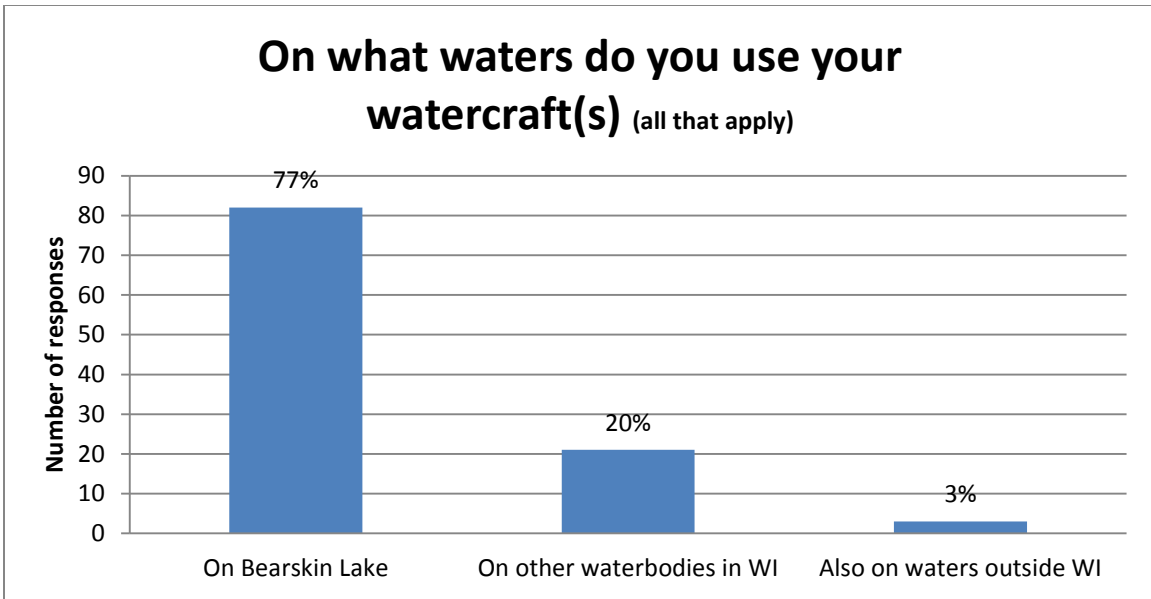 On what waters do you use your
watercraft(s) (all that apply)
Number of responses
90
80
70
60
50
40
30
20
10
0
77%
20%
3%
On Bearskin Lake
On other waterbodies in WI
Also on waters outside WI